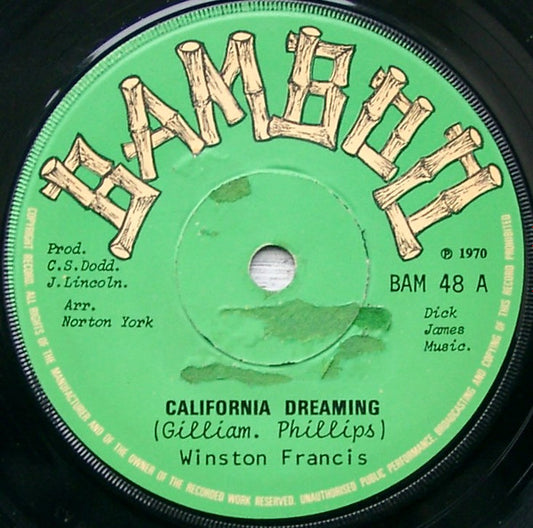 BAMBOO
Prod.
C.S.Dodd.
J.Lincoln.
Arr.
Norton York
℗ 1970
BAM 48 A
Dick
James
Music.
CALIFORNIA DREAMING
(Gilliam. Phillips)
Winston Francis
COPYRIGHT RECORD. ALL RIGHTS OF THE MANUFACTURER AND OF THE OWNER OF THE RECORDED WORK RESERVED. UNAUTHORISED PUBLIC PERFORMANCE BROADCASTING AND COPYING OF THIS RECORD PROHIBITED